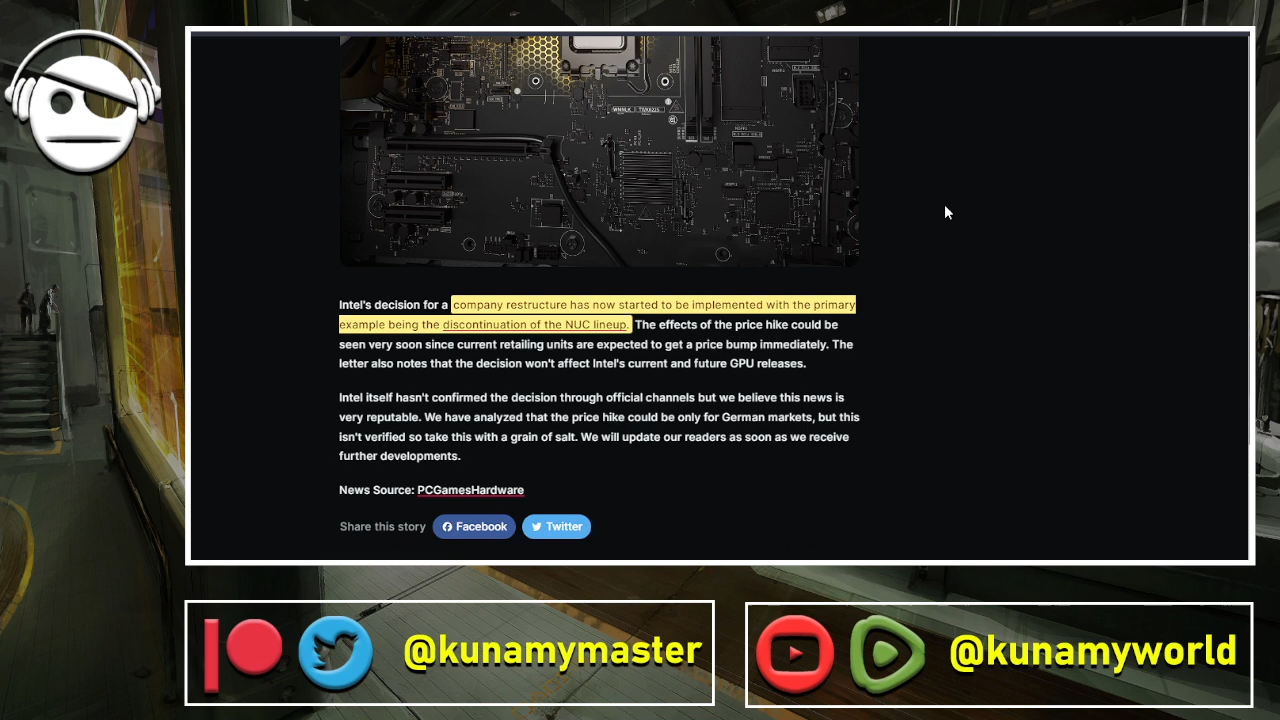 Intel's decision for a company restructure has now started to be implemented with the primary
example being the discontinuation of the NUC lineup. The effects of the price hike could be
seen very soon since current retailing units are expected to get a price bump immediately. The
letter also notes that the decision won't affect Intel's current and future GPU releases.
Intel itself hasn't confirmed the decision through official channels but we believe this news is
very reputable. We have analyzed that the price hike could be only for German markets, but this
isn't verified so take this with a grain of salt. We will update our readers as soon as we receive
further developments.
News Source: PCGamesHardware
Share this story Facebook Twitter
@kunamymaster @kunamyworld